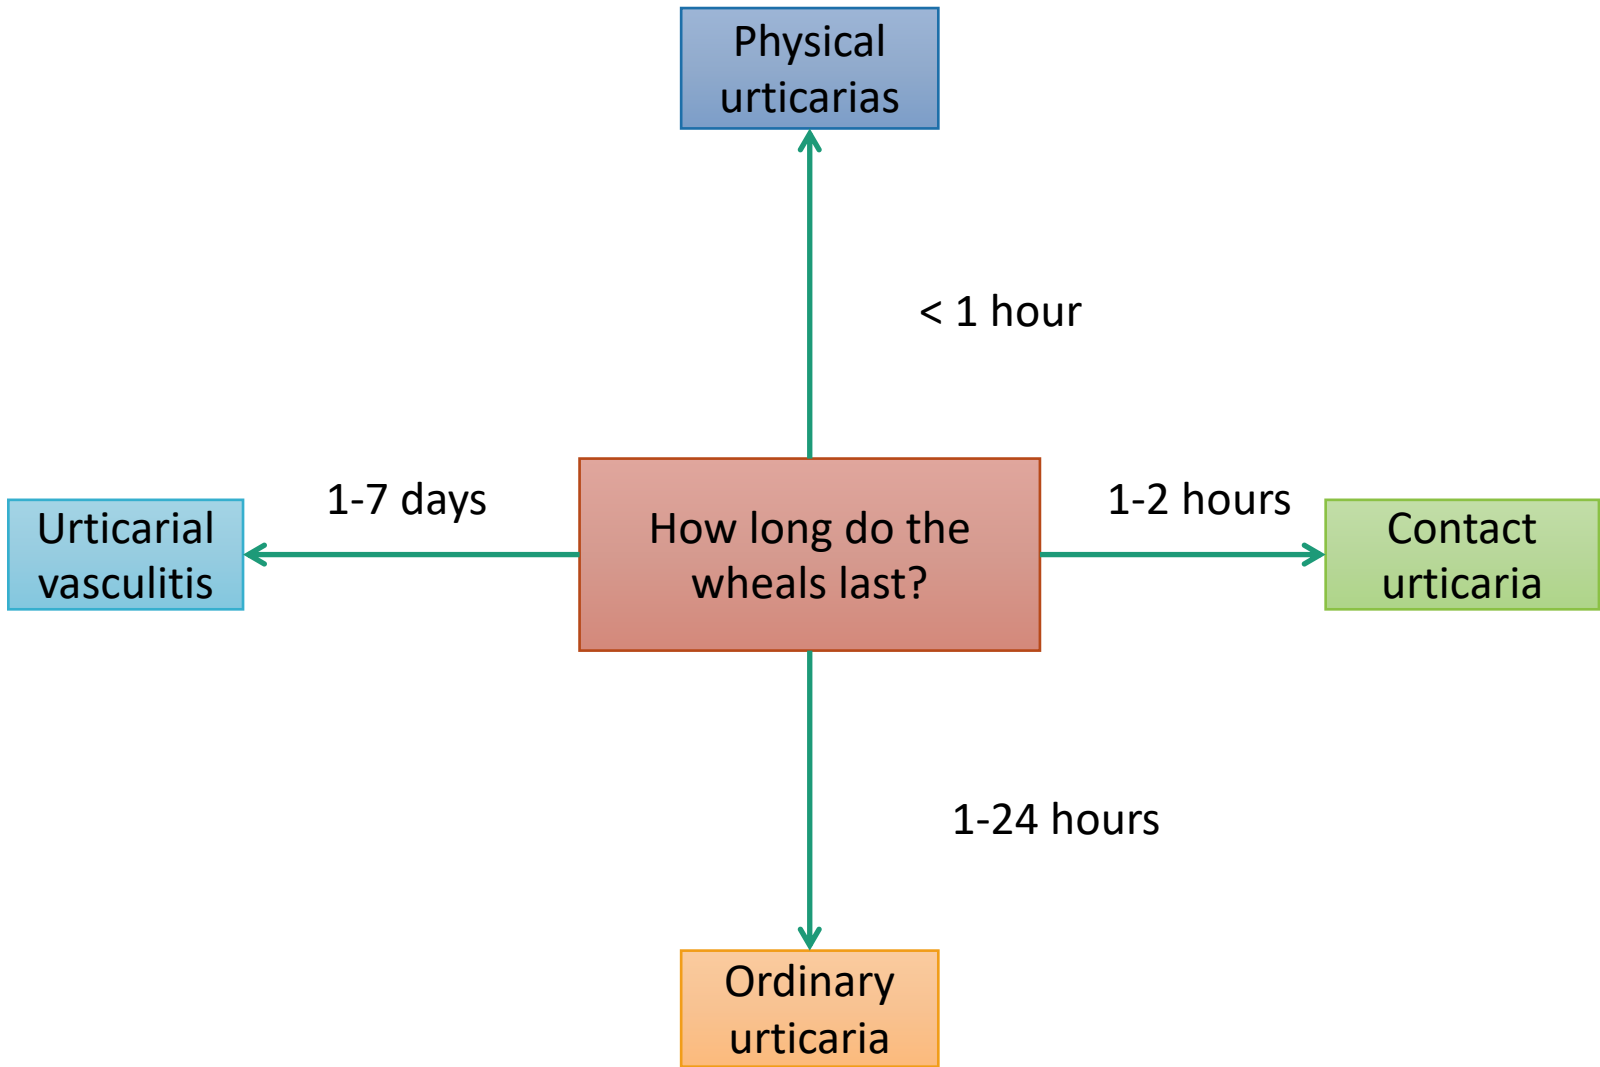 Physical
urticarias
< 1 hour
1-7 days
1-2 hours
Urticarial
vasculitis
How long do the
wheals last?
Contact
urticaria
1-24 hours
Ordinary
urticaria